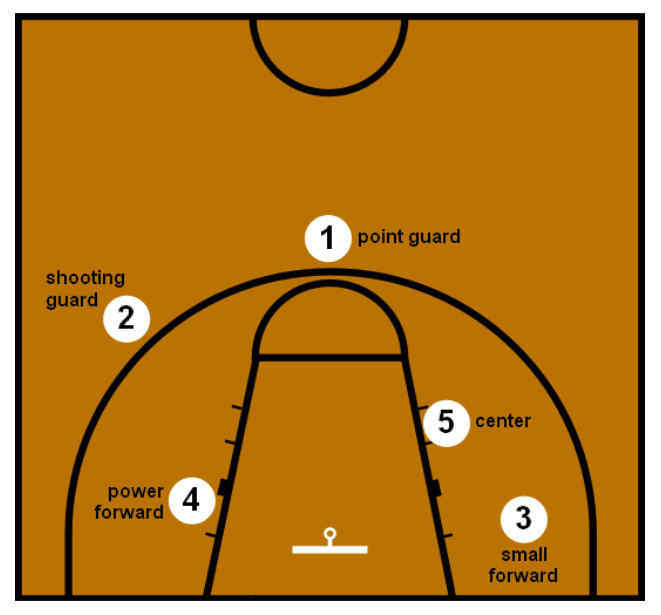 1 point guard
shooting
guard 2
5 center
power
forward 4
3
small
forward